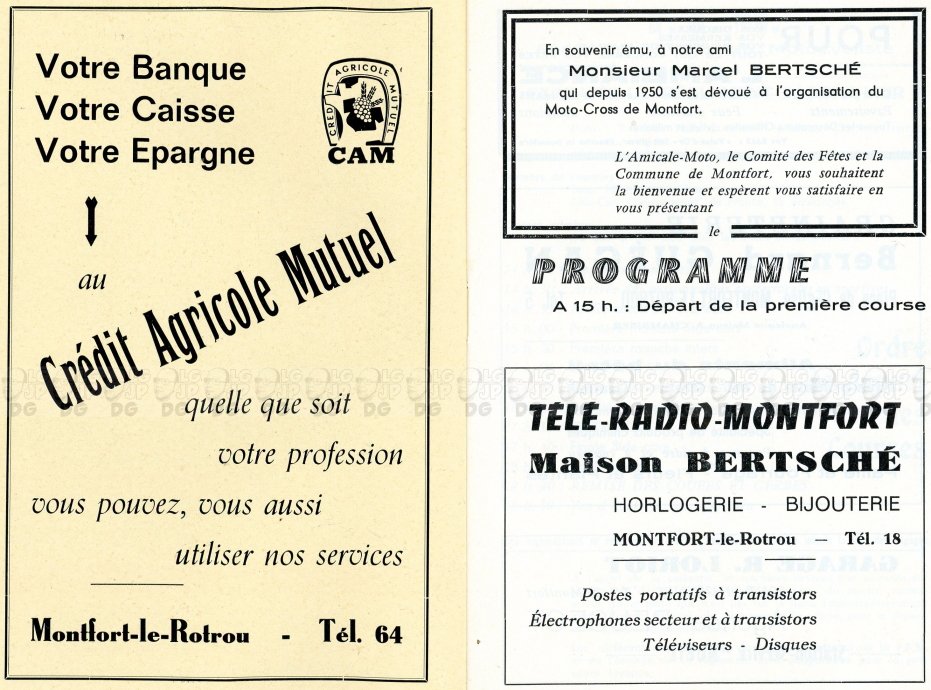 Votre Banque
Votre Caisse
Votre Epargne
CREDIT AGRICOLE MUTUEL
CAM
au
Crédit Agricole Mutuel
quelle que soit
votre profession
vous pouvez, vous aussi
utiliser nos services
Montfort-le-Rotrou - Tél. 64
En souvenir ému, à notre ami
Monsieur Marcel BERTSCHÉ
qui depuis 1950 s'est dévoué à l'organisation du
Moto-Cross de Montfort.
L'Amicale-Moto, le Comité des Fêtes et la
Commune de Montfort, vous souhaitent
la bienvenue et espèrent vous satisfaire en
vous présentant
le
PROGRAMME
A 15 h. : Départ de la première course
TÉLÉ-RADIO-MONTFORT
Maison BERTSCHÉ
HORLOGERIE - BIJOUTERIE
MONTFORT-le-Rotrou — Tél. 18
Postes portatifs à transistors
Électrophones secteur et à transistors
Téléviseurs - Disques